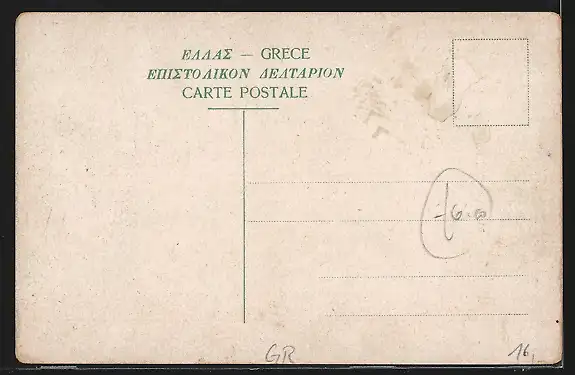 ΕΛΛΑΣ — GRECE
ΕΠΙΣΤΟΛΙΚΟΝ ΔΕΛΤΑΡΙΟΝ
CARTE POSTALE
GR
16,